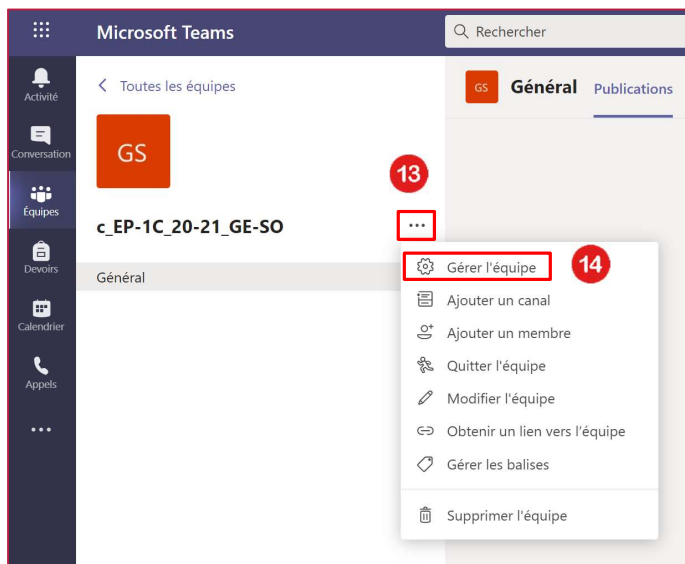 Microsoft Teams
Rechercher
Activité
Conversation
Équipes
Devoirs
Calendrier
Appels
Toutes les équipes
GS
13
c_EP-1C_20-21_GE-SO
...
Général
GS
Général
Publications
Gérer l'équipe
14
Ajouter un canal
Ajouter un membre
Quitter l'équipe
Modifier l'équipe
Obtenir un lien vers l'équipe
Gérer les balises
Supprimer l'équipe